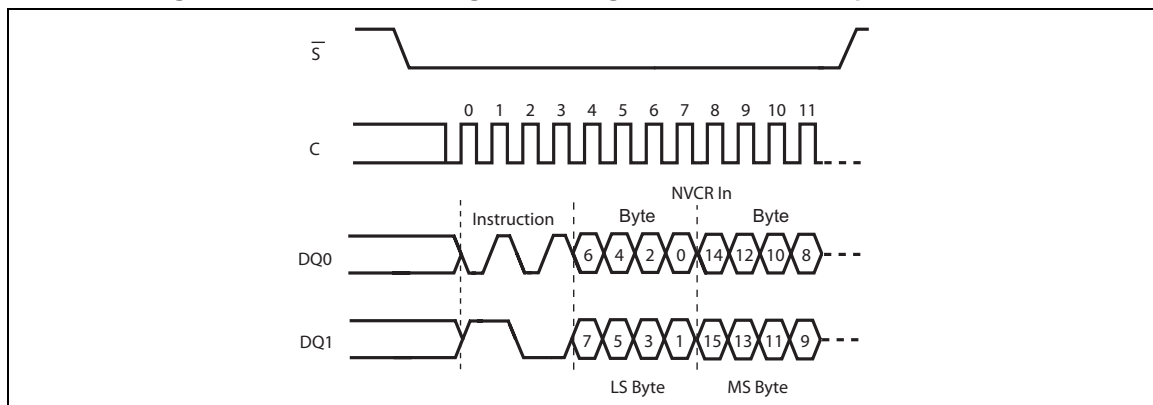 S
0 1 2 3 4 5 6 7 8 9 10 11
C
NVCR In
Instruction Byte Byte
DQ0 6 4 2 0 14 12 10 8
DQ1 7 5 3 1 15 13 11 9
LS Byte MS Byte